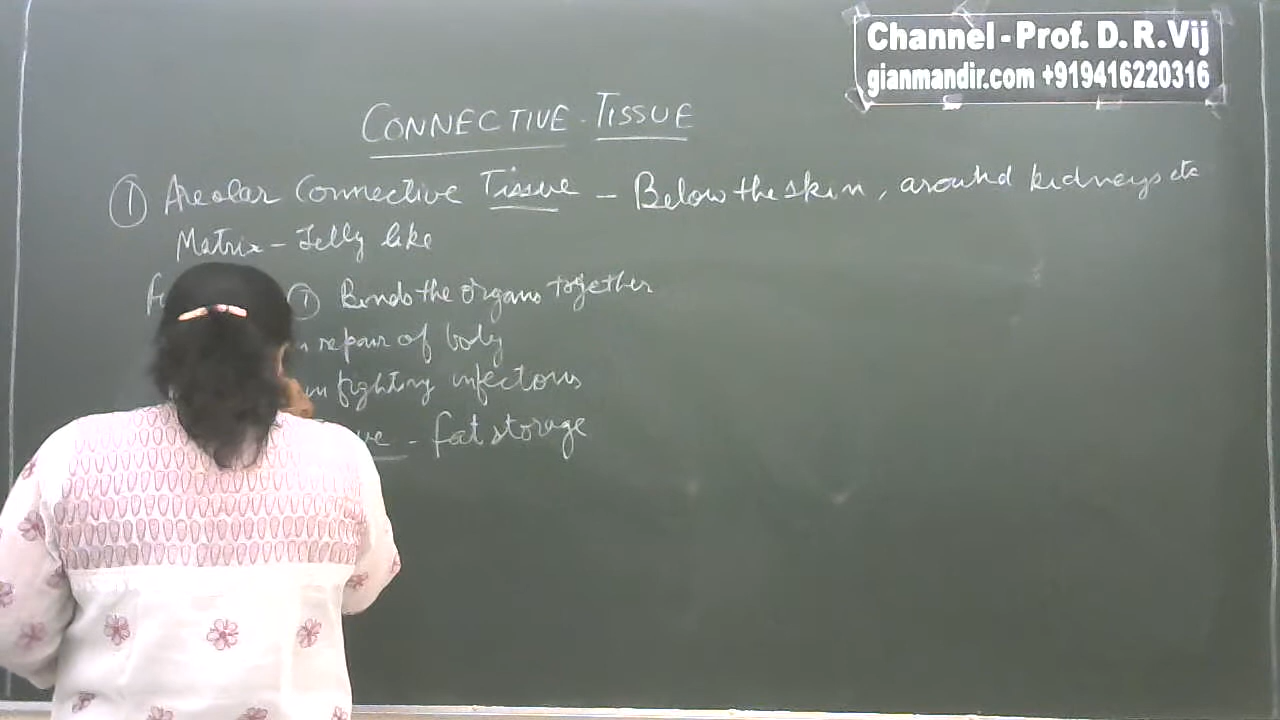 Channel - Prof. D. R. Vij
gianmandir.com +919416220316
CONNECTIVE TISSUE
① Areolar Connective Tissue - Below the skin, around kidneys etc
Matrix - Jelly like
① Binds the organs together
repair of body
in fighting infections
- fat storage